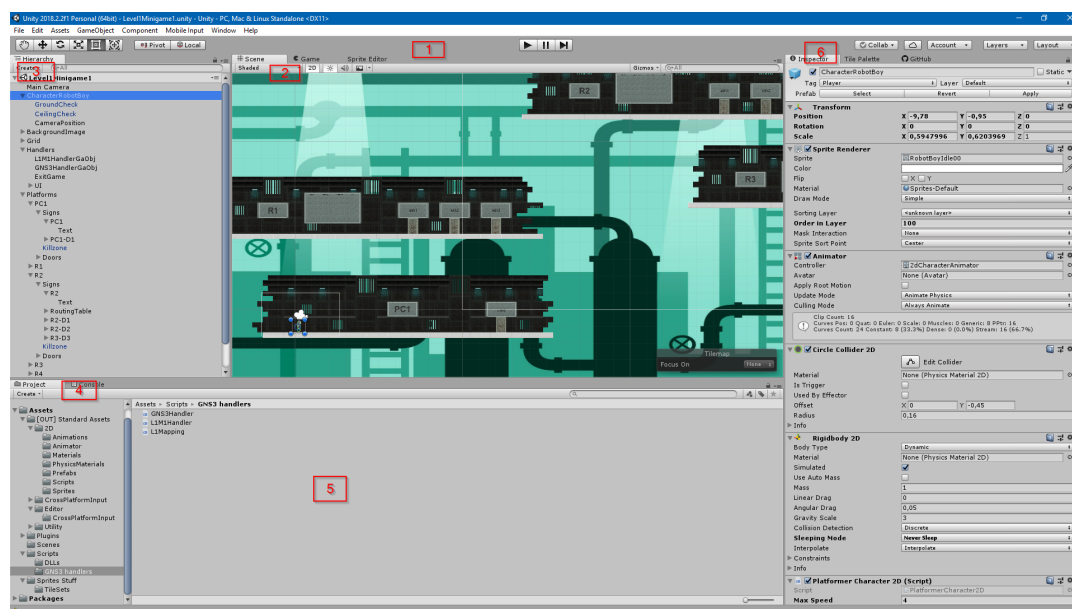 Unity 2018.2.2f1 Personal (64bit) - Level1Minigame1.unity - Unity - PC, Mac & Linux Standalone <DX11>
File Edit Assets GameObject Component Mobile Input Window Help
Pivot Local 1 Collab Account Layers Layout
Hierarchy
Create All
3
Level1Minigame1
Main Camera
CharacterRobotBoy
GroundCheck
CeilingCheck
CameraPosition
BackgroundImage
Grid
Handlers
L1M1HandlerGaObj
GNS3HandlerGaObj
ExitGame
UI
Platforms
PC1
Signs
PC1
Text
PC1-D1
Killzone
Doors
R1
R2
Signs
R2
Text
RoutingTable
R2-D1
R2-D2
R3-D3
Killzone
Doors
R3
R4
Scene Game Sprite Editor
Shaded 2 2D Gizmos All
R2
R3
R1
PC1
Tilemap
Focus On None
Project Console
Create 4
Assets
[OUT] Standard Assets
2D
Animations
Animator
Materials
PhysicsMaterials
Prefabs
Scripts
Sprites
CrossPlatformInput
Editor
CrossPlatformInput
Utility
Plugins
Scenes
Scripts
DLLs
GNS3 handlers
Sprites Stuff
TileSets
Packages
Assets Scripts GNS3 handlers
GNS3Handler
L1M1Handler
L1Mapping
5
6
Inspector Tile Palette GitHub
CharacterRobotBoy Static
Tag Player Layer Default
Prefab Select Revert Apply
Transform
Position X -9,78 Y -0,95 Z 0
Rotation X 0 Y 0 Z 0
Scale X 0,5947996 Y 0,6203969 Z 1
Sprite Renderer
Sprite RobotBoyIdle00
Color
Flip X Y
Material Sprites-Default
Draw Mode Simple
Sorting Layer <unknown layer>
Order in Layer 100
Mask Interaction None
Sprite Sort Point Center
Animator
Controller 2dCharacterAnimator
Avatar None (Avatar)
Apply Root Motion
Update Mode Animate Physics
Culling Mode Always Animate
Clip Count: 16
Curves Pos: 0 Quat: 0 Euler: 0 Scale: 0 Muscles: 0 Generic: 8 PPtr: 16
Curves Count: 24 Constant: 8 (33.3%) Dense: 0 (0.0%) Stream: 16 (66.7%)
Circle Collider 2D
Edit Collider
Material None (Physics Material 2D)
Is Trigger
Used By Effector
Offset X 0 Y -0,45
Radius 0,16
Info
Rigidbody 2D
Body Type Dynamic
Material None (Physics Material 2D)
Simulated
Use Auto Mass
Mass 1
Linear Drag 0
Angular Drag 0,05
Gravity Scale 3
Collision Detection Discrete
Sleeping Mode Never Sleep
Interpolate Interpolate
Constraints
Info
Platformer Character 2D (Script)
Script PlatformerCharacter2D
Max Speed 4